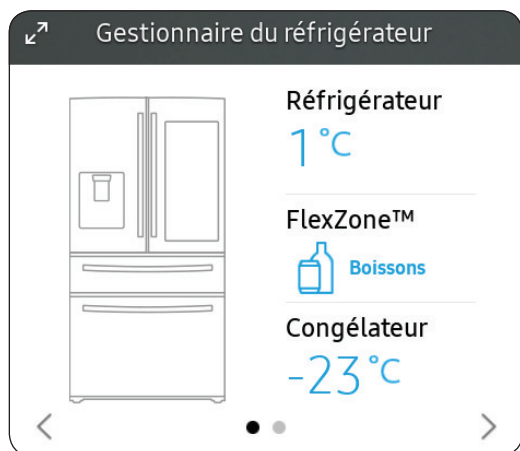 Gestionnaire du réfrigérateur
Réfrigérateur
1 °C
FlexZone™
Boissons
Congélateur
-23 °C